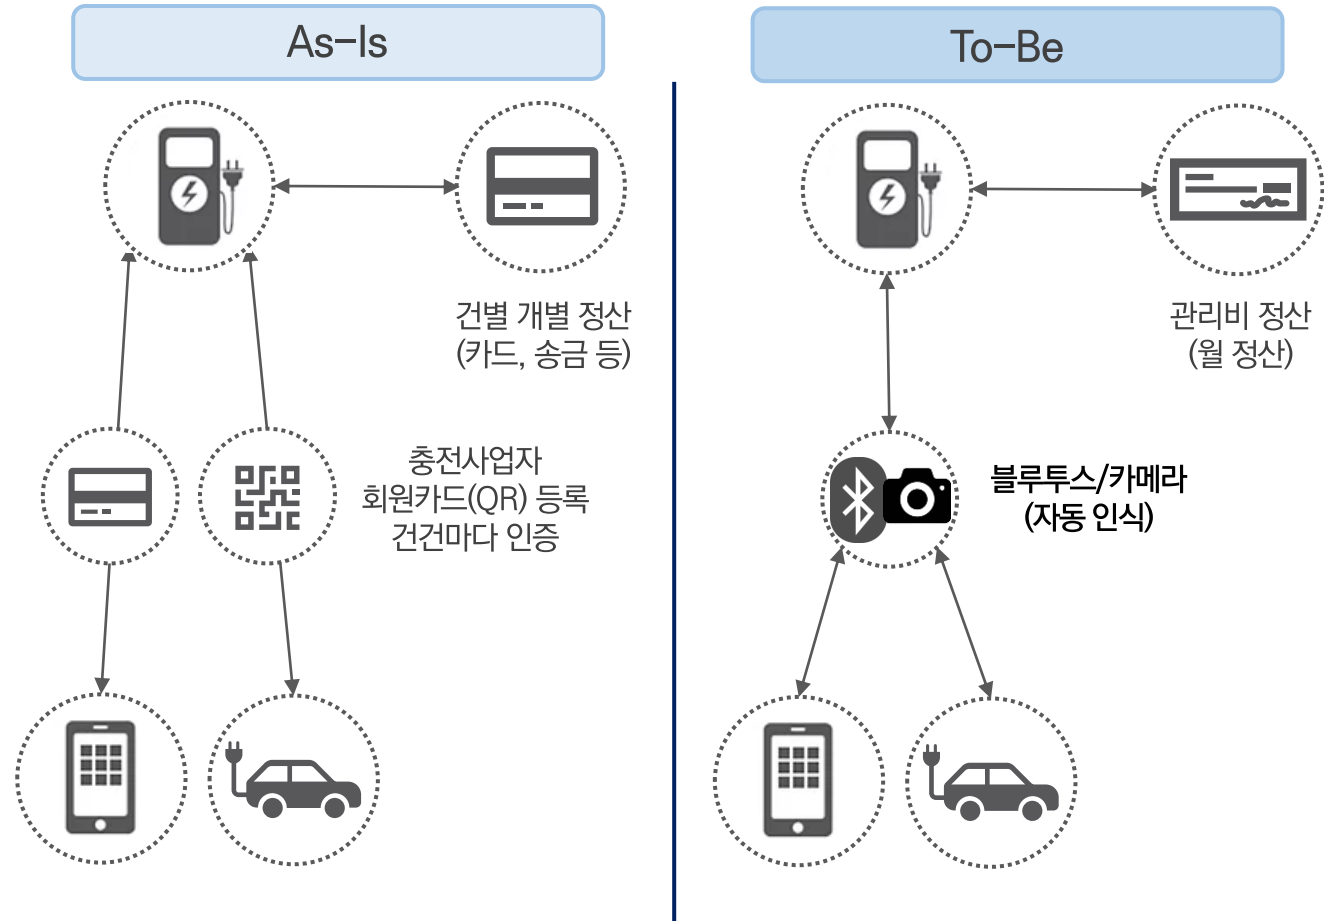 As-Is
건별 개별 정산
(카드, 송금 등)
충전사업자
회원카드(QR) 등록
건건마다 인증
To-Be
관리비 정산
(월 정산)
블루투스/카메라
(자동 인식)